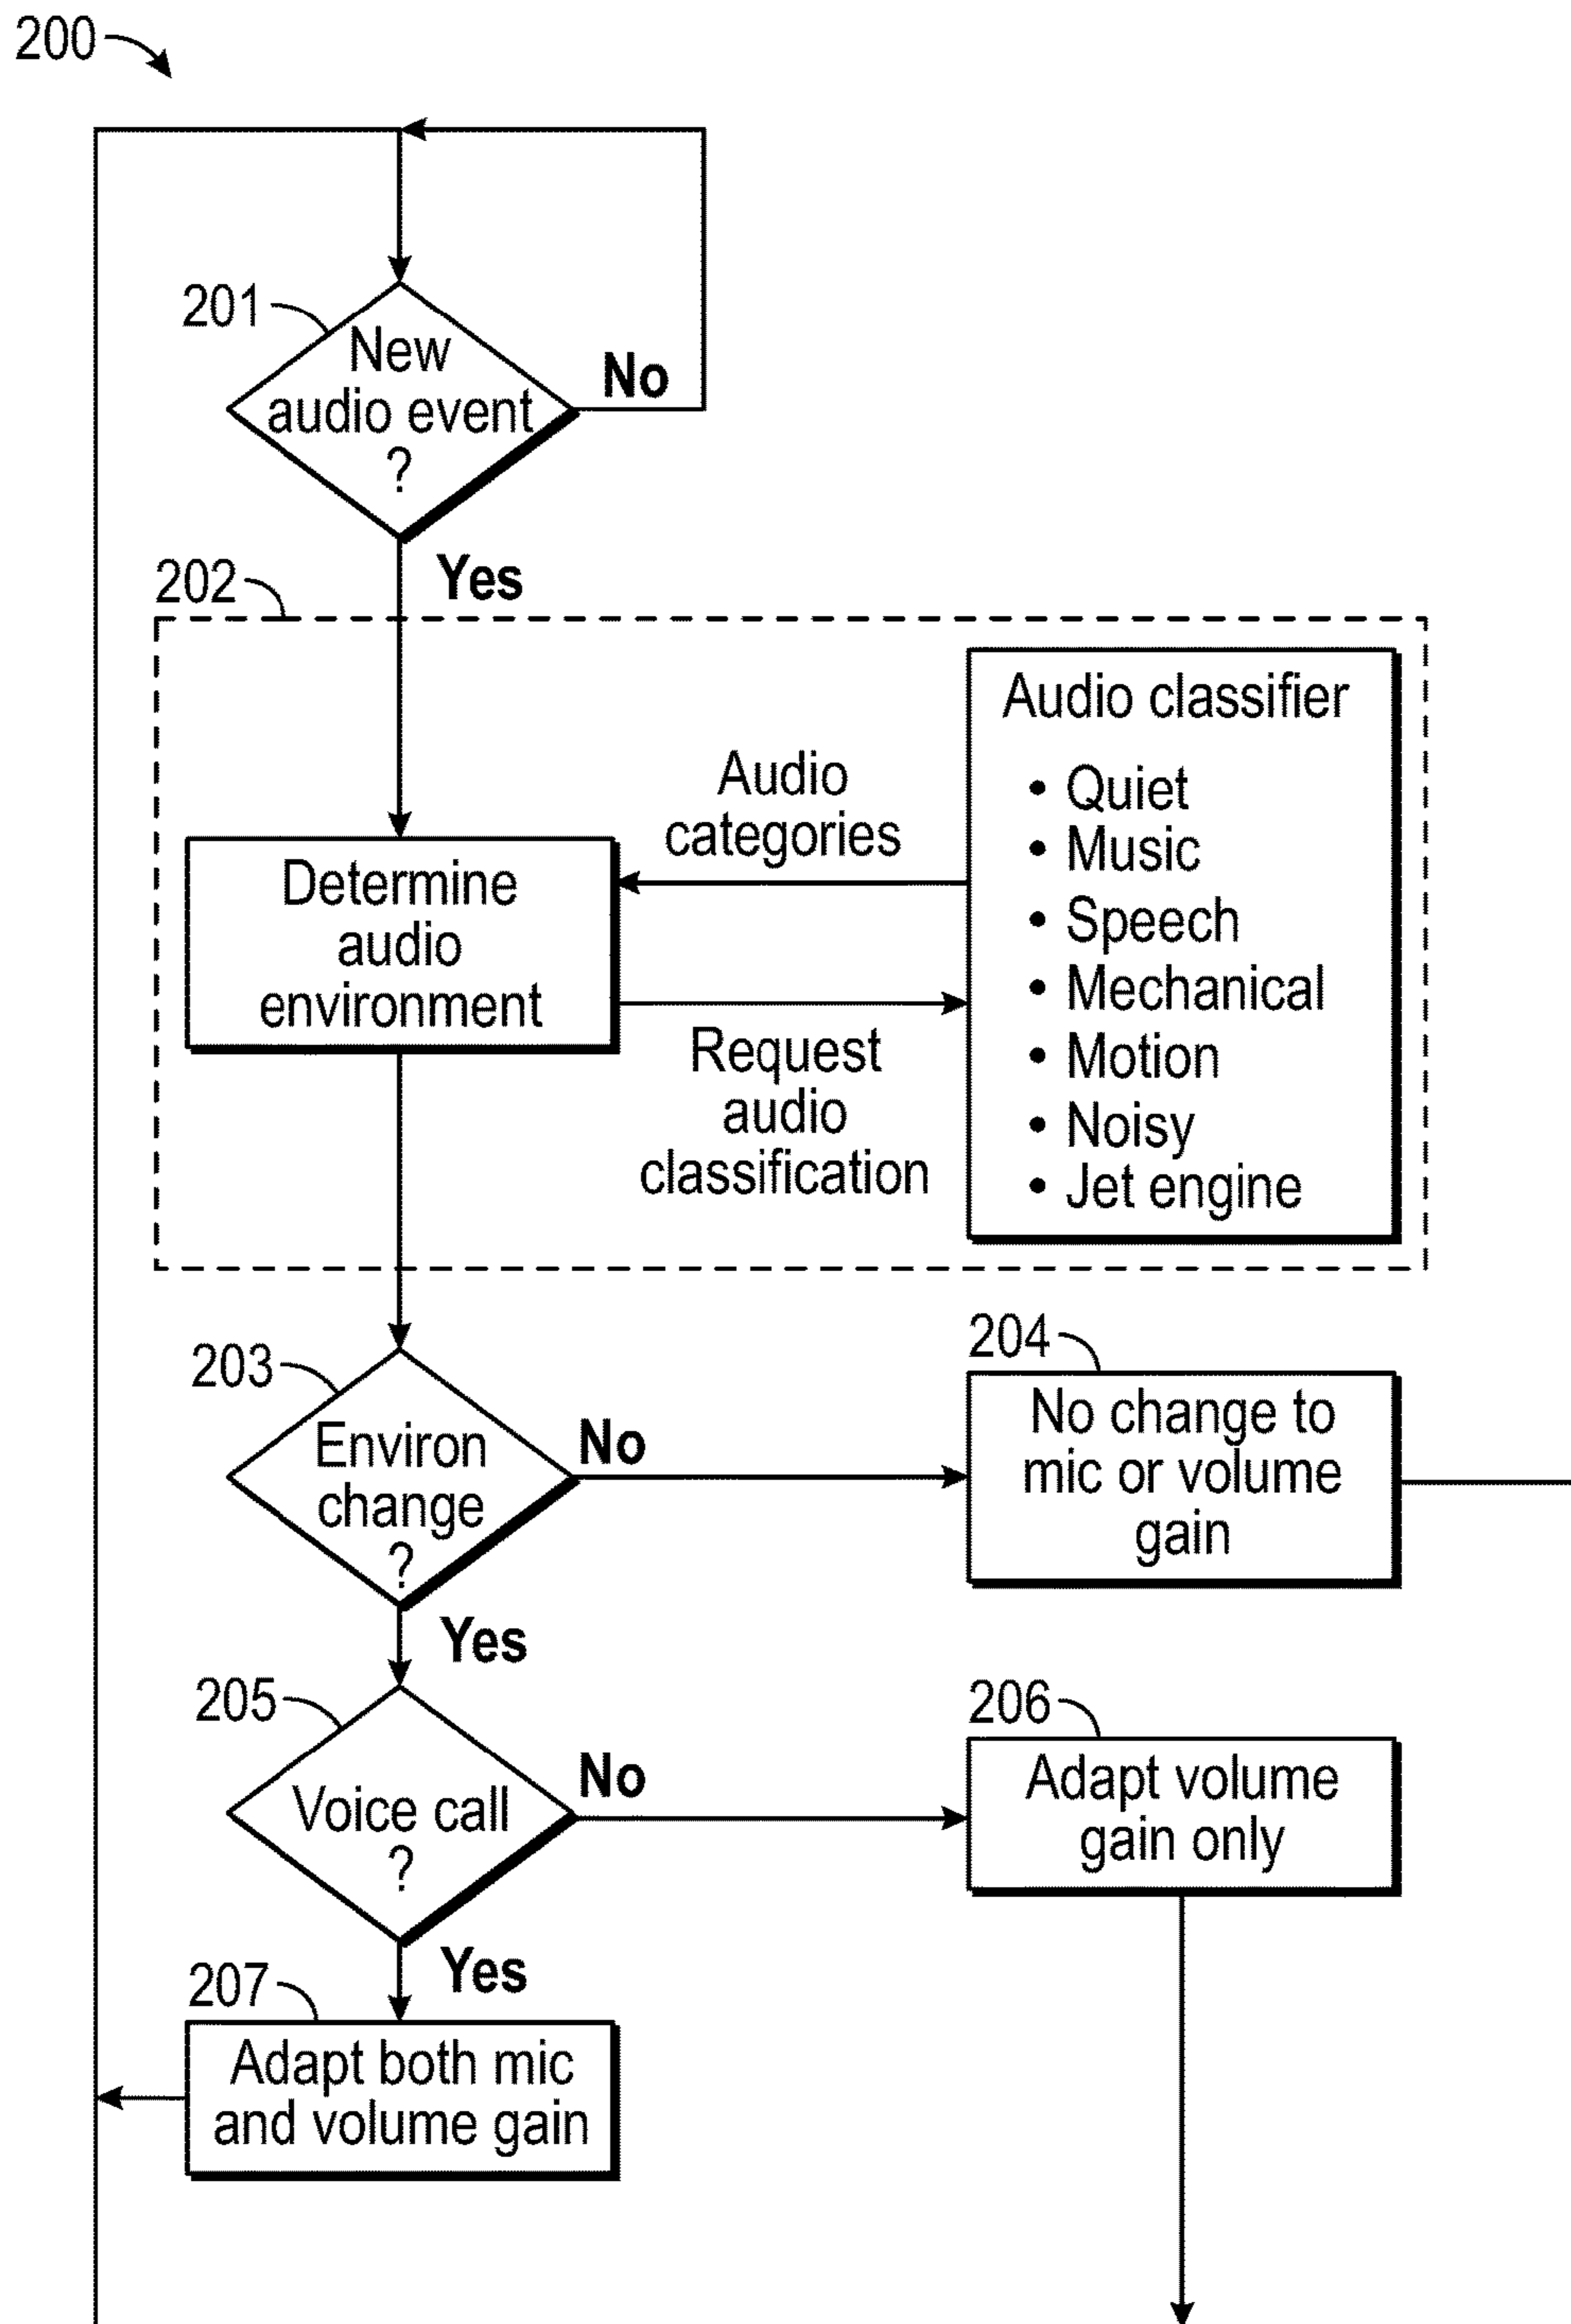 200
201
New
audio event
?
No
Yes
202
Audio classifier
• Quiet
• Music
• Speech
• Mechanical
• Motion
• Noisy
• Jet engine
Audio
categories
Determine
audio
environment
Request
audio
classification
203
Environ
change
?
No
204
No change to
mic or volume
gain
Yes
205
Voice call
?
No
206
Adapt volume
gain only
Yes
207
Adapt both mic
and volume gain